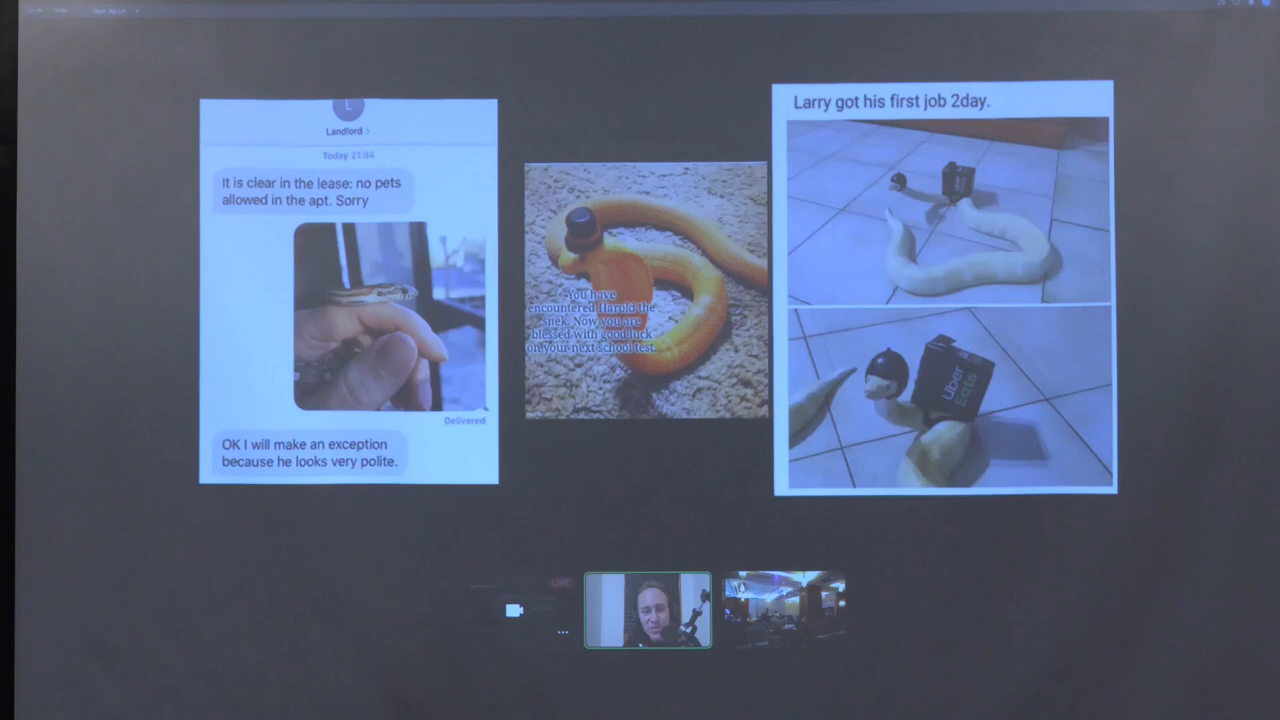 L
Landlord >
Today 21:04
It is clear in the lease: no pets
allowed in the apt. Sorry
Delivered
OK I will make an exception
because he looks very polite.
You have
encountered Harold the
snek. Now you are
blessed with good luck
on your next school test.
Larry got his first job 2day.
Uber
Eats
LIVE